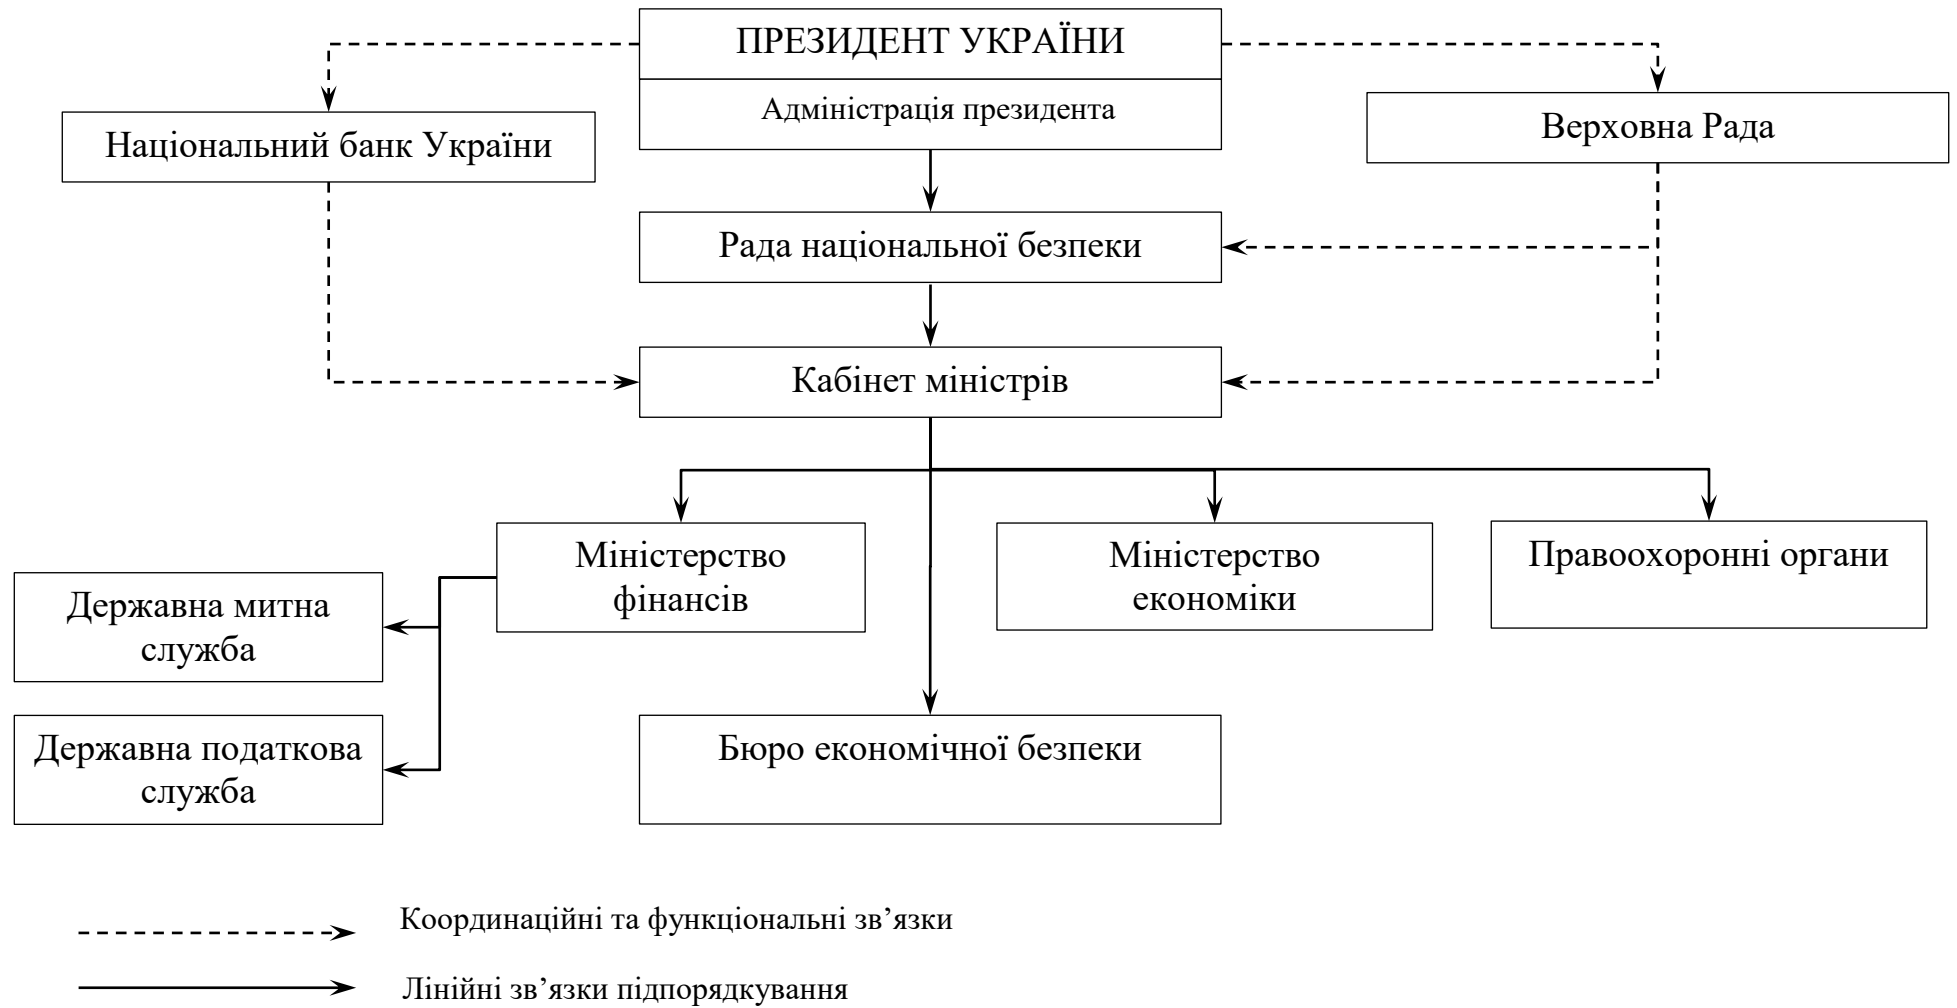 ПРЕЗИДЕНТ УКРАЇНИ
Адміністрація президента
Національний банк України
Верховна Рада
Рада національної безпеки
Кабінет міністрів
Міністерство
фінансів
Міністерство
економіки
Правоохоронні органи
Державна митна
служба
Державна податкова
служба
Бюро економічної безпеки
Координаційні та функціональні зв’язки
Лінійні зв’язки підпорядкування